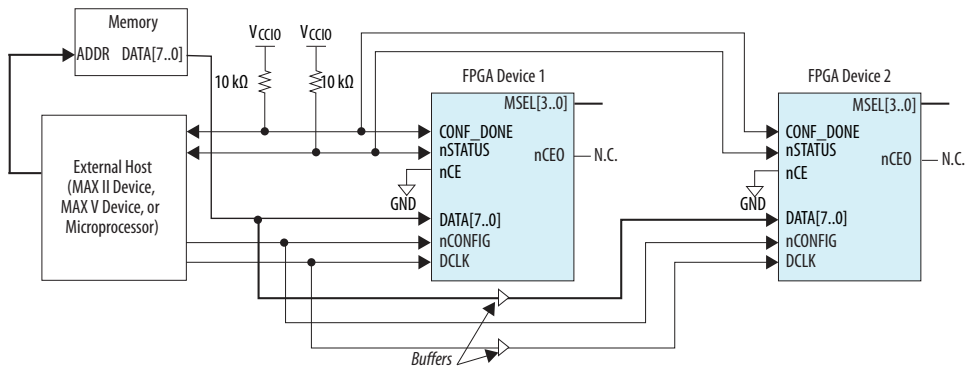 Memory
ADDR DATA[7..0]
VCCIO
VCCIO
10 kΩ
10 kΩ
External Host
(MAX II Device,
MAX V Device, or
Microprocessor)
FPGA Device 1
MSEL[3..0]
CONF_DONE
nSTATUS
nCE
nCEO
N.C.
GND
DATA[7..0]
nCONFIG
DCLK
FPGA Device 2
MSEL[3..0]
CONF_DONE
nSTATUS
nCE
nCEO
N.C.
GND
DATA[7..0]
nCONFIG
DCLK
Buffers